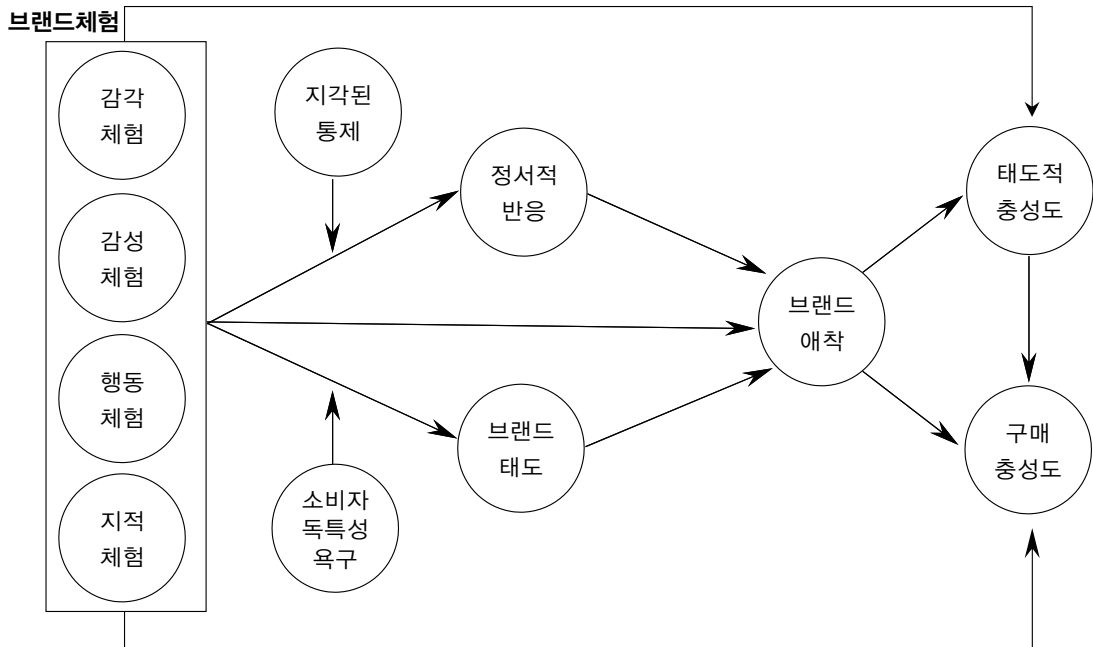 브랜드체험
감각
체험
감성
체험
행동
체험
지적
체험
지각된
통제
소비자
독특성
욕구
정서적
반응
브랜드
태도
브랜드
애착
태도적
충성도
구매
충성도